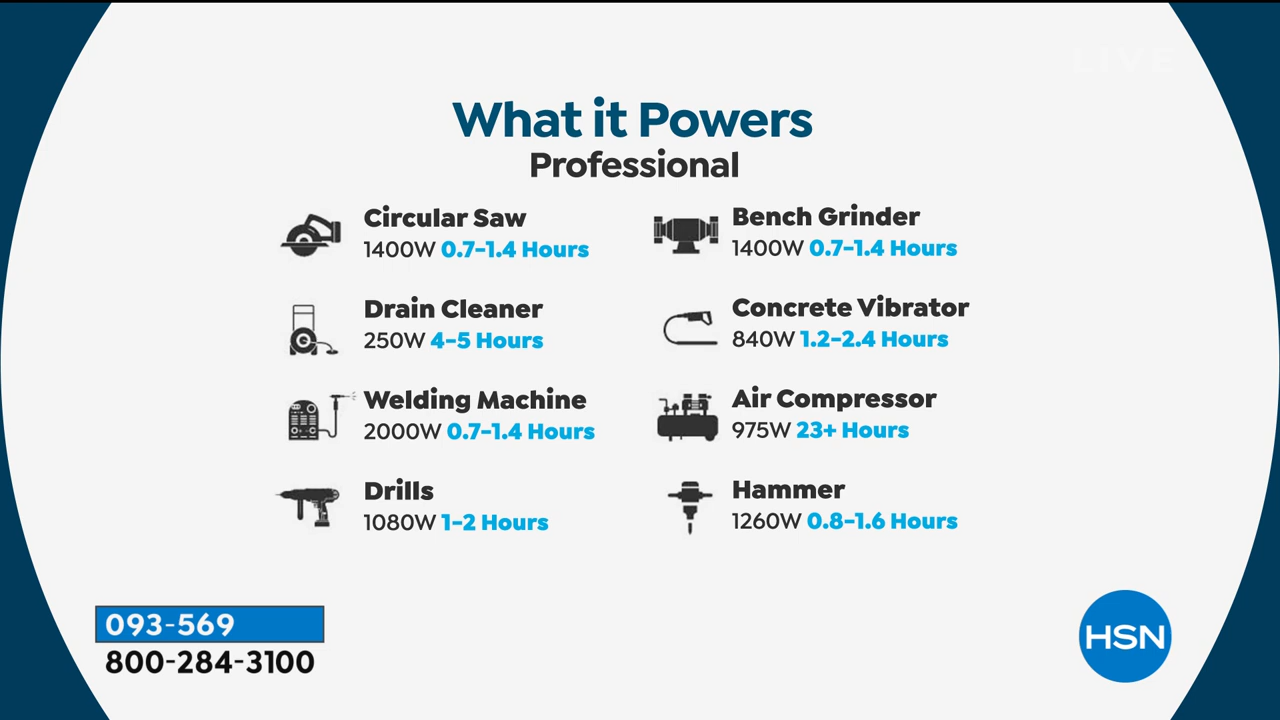 LIVE
What it Powers
Professional
Circular Saw
1400W 0.7-1.4 Hours
Bench Grinder
1400W 0.7-1.4 Hours
Drain Cleaner
250W 4-5 Hours
Concrete Vibrator
840W 1.2-2.4 Hours
Welding Machine
2000W 0.7-1.4 Hours
Air Compressor
975W 23+ Hours
Drills
1080W 1-2 Hours
Hammer
1260W 0.8-1.6 Hours
093-569
800-284-3100
HSN